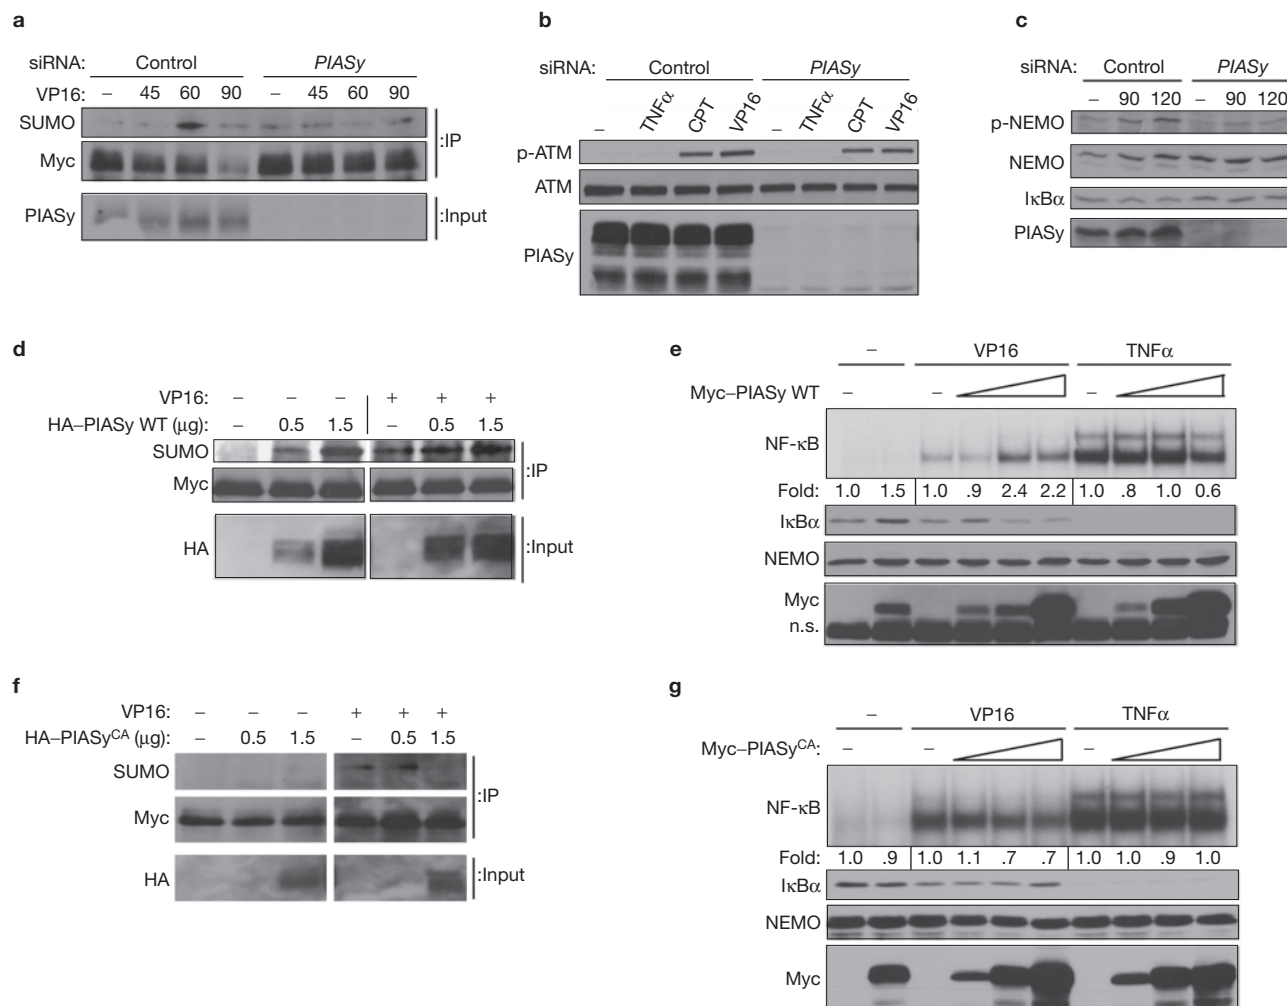 a
siRNA: Control PIASy
VP16: – 45 60 90 – 45 60 90
SUMO
Myc
:IP
PIASy
:Input
b
siRNA: Control PIASy
– TNFα CPT VP16 – TNFα CPT VP16
p-ATM
ATM
PIASy
c
siRNA: Control PIASy
– 90 120 – 90 120
p-NEMO
NEMO
IκBα
PIASy
d
VP16: – – – + + +
HA–PIASy WT (μg): – 0.5 1.5 – 0.5 1.5
SUMO
Myc
:IP
HA
:Input
e
– VP16 TNFα
Myc–PIASy WT – – –
NF-κB
Fold: 1.0 1.5 1.0 .9 2.4 2.2 1.0 .8 1.0 0.6
IκBα
NEMO
Myc
n.s.
f
VP16: – – – + + +
HA–PIASyCA (μg): – 0.5 1.5 – 0.5 1.5
SUMO
Myc
:IP
HA
:Input
g
– VP16 TNFα
Myc–PIASyCA: – – –
NF-κB
Fold: 1.0 .9 1.0 1.1 .7 .7 1.0 1.0 .9 1.0
IκBα
NEMO
Myc